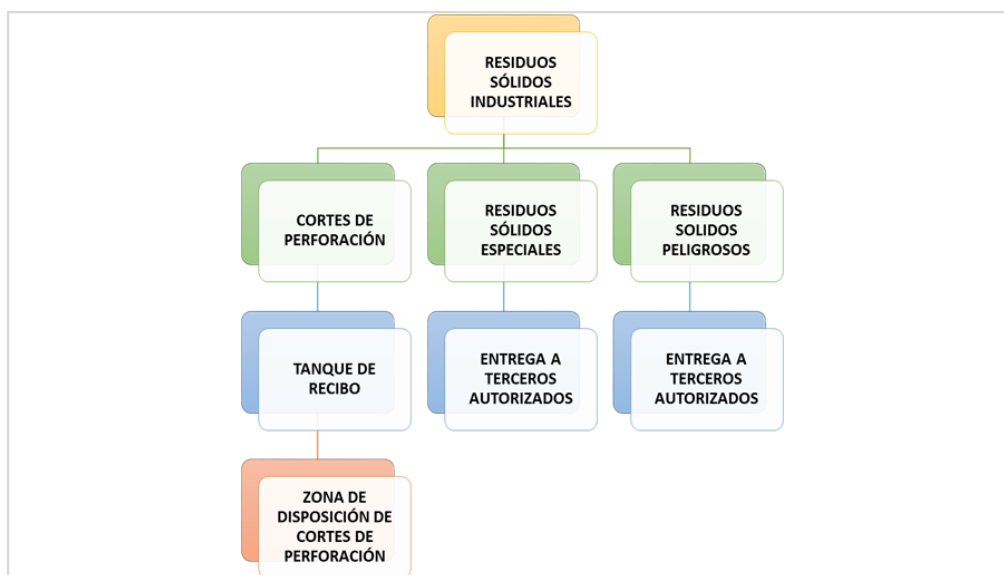 RESIDUOS
SÓLIDOS
INDUSTRIALES
CORTES DE
PERFORACIÓN
RESIDUOS
SÓLIDOS
ESPECIALES
RESIDUOS
SOLIDOS
PELIGROSOS
TANQUE DE
RECIBO
ENTREGA A
TERCEROS
AUTORIZADOS
ENTREGA A
TERCEROS
AUTORIZADOS
ZONA DE
DISPOSICIÓN DE
CORTES DE
PERFORACIÓN